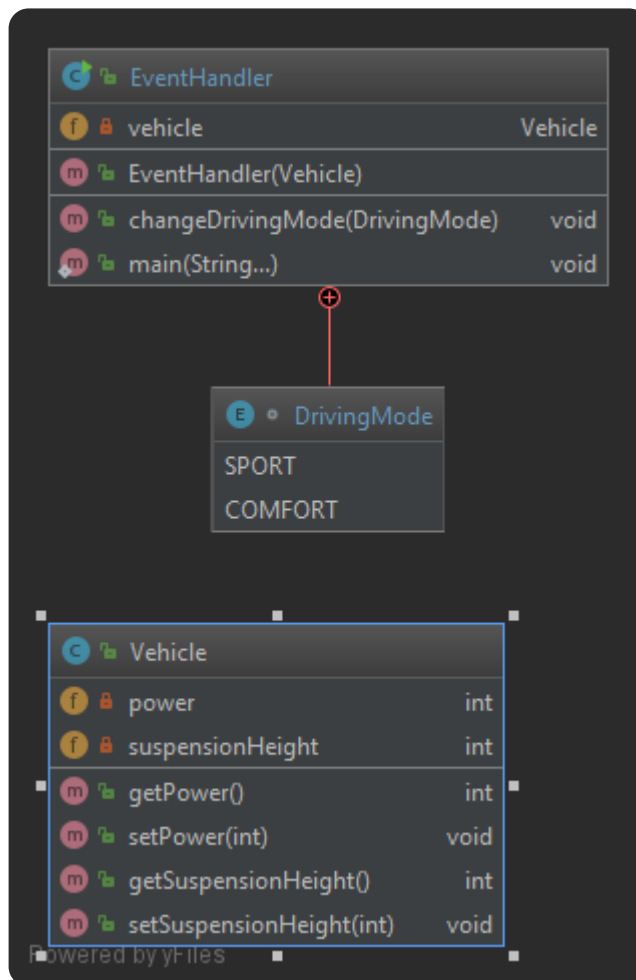 EventHandler
vehicle Vehicle
EventHandler(Vehicle)
changeDrivingMode(DrivingMode) void
main(String...) void
DrivingMode
SPORT
COMFORT
Vehicle
power int
suspensionHeight int
getPower() int
setPower(int) void
getSuspensionHeight() int
setSuspensionHeight(int) void
Powered by yFiles